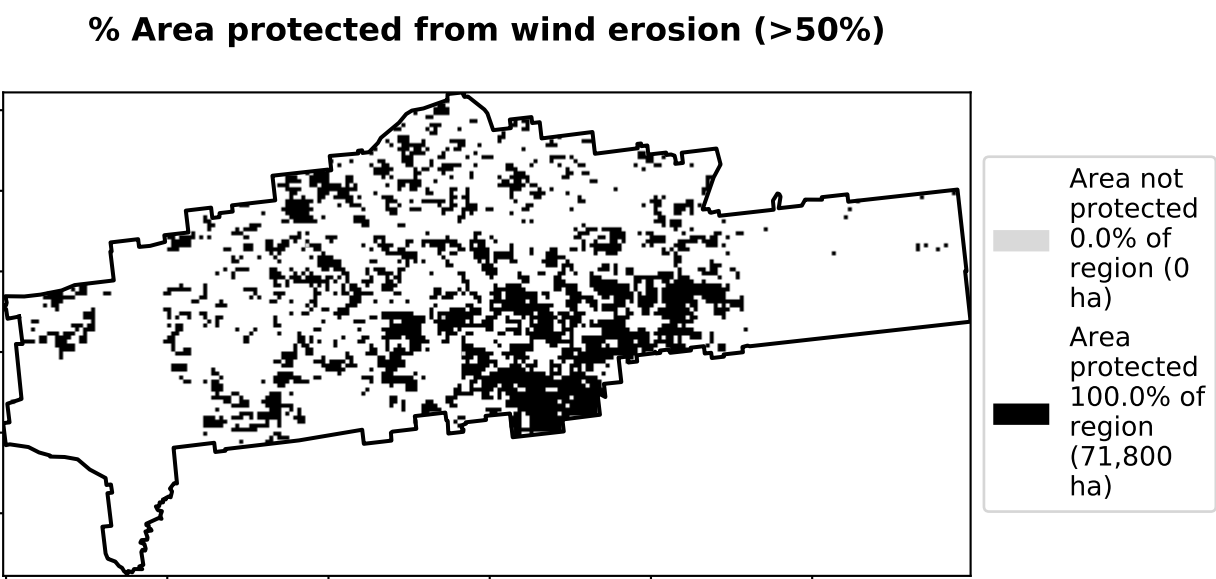 % Area protected from wind erosion (>50%)
Area not
protected
0.0% of
region (0
ha)
Area
protected
100.0% of
region
(71,800
ha)